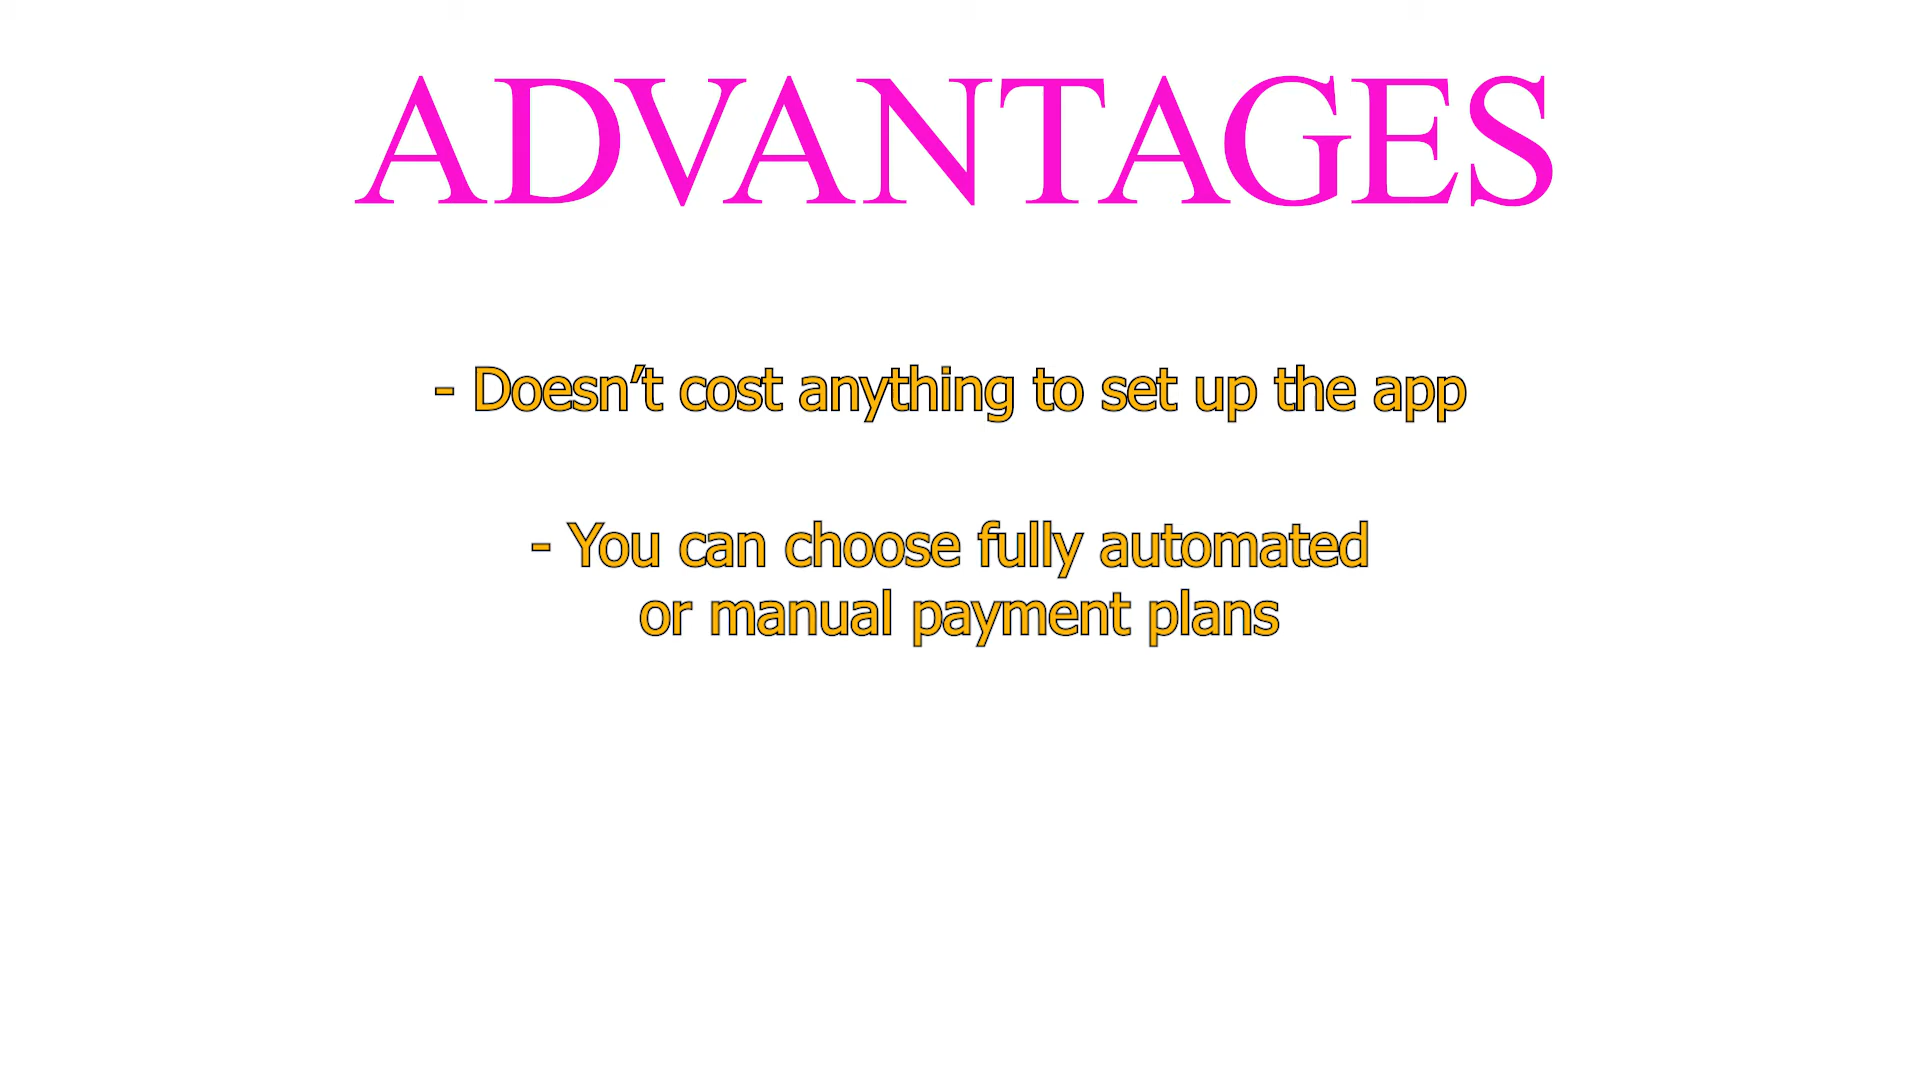 ADVANTAGES
- Doesn’t cost anything to set up the app
- You can choose fully automated
or manual payment plans